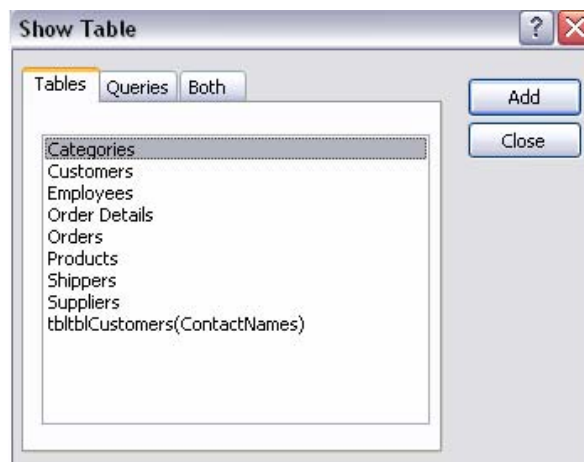 Show Table
?
Tables Queries Both
Add
Close
Categories
Customers
Employees
Order Details
Orders
Products
Shippers
Suppliers
tbltblCustomers(ContactNames)